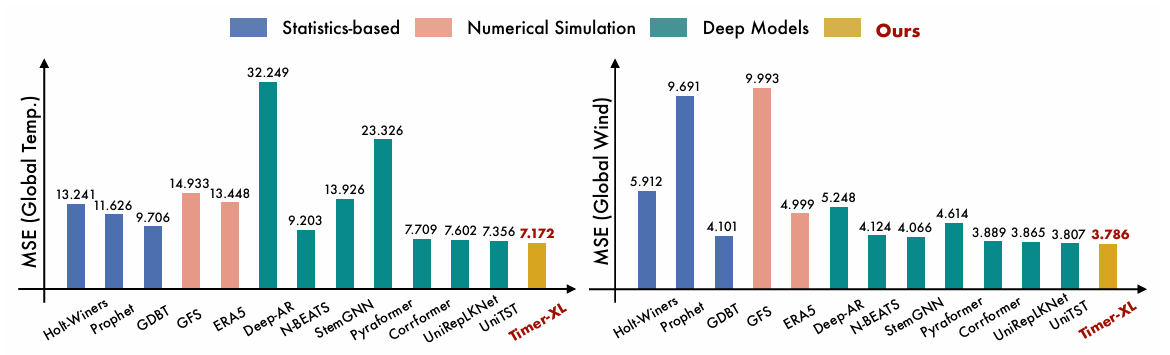 Statistics-based Numerical Simulation Deep Models Ours
MSE (Global Temp.)
13.241
11.626
9.706
14.933
13.448
32.249
9.203
13.926
23.326
7.709
7.602
7.356
7.172
Holt-Winers
Prophet
GDBT
GFS
ERA5
Deep-AR
N-BEATS
StemGNN
Pyraformer
Corrformer
UniRepLKNet
UniTST
Timer-XL
MSE (Global Wind)
5.912
9.691
4.101
9.993
4.999
5.248
4.124
4.066
4.614
3.889
3.865
3.807
3.786
Holt-Winers
Prophet
GDBT
GFS
ERA5
Deep-AR
N-BEATS
StemGNN
Pyraformer
Corrformer
UniRepLKNet
UniTST
Timer-XL